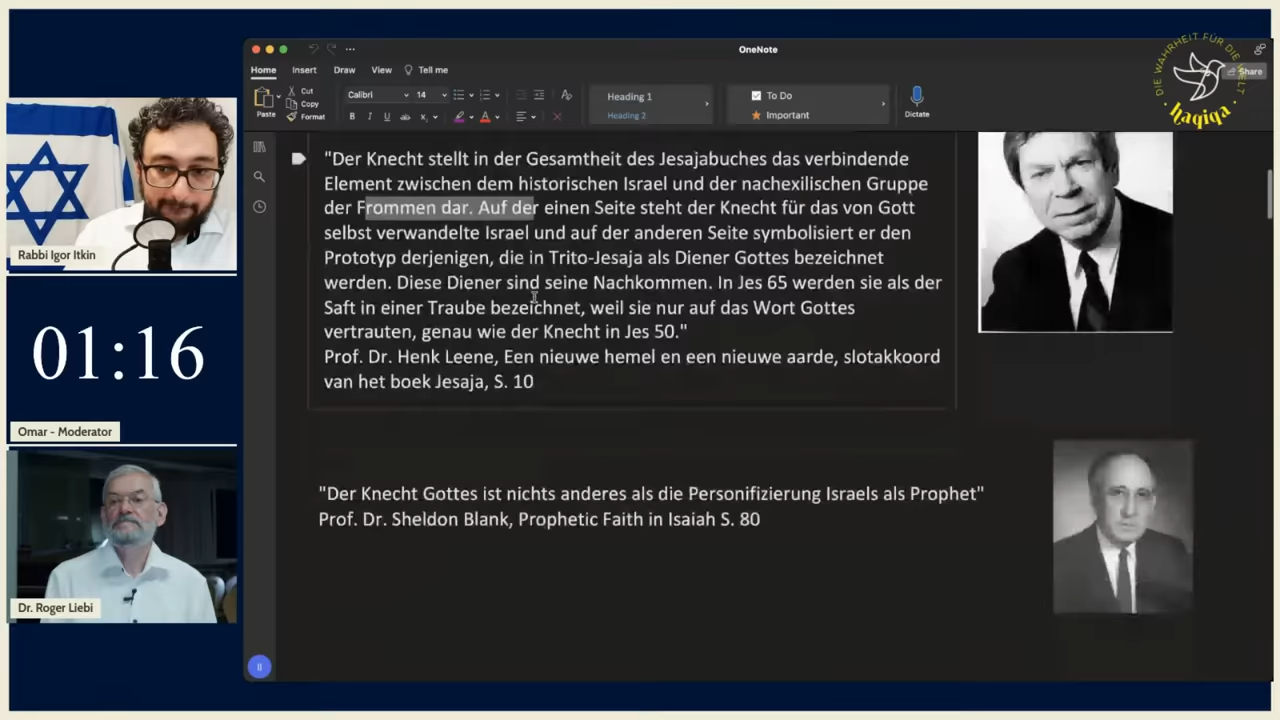 OneNote
Home Insert Draw View Tell me
Share
Paste
Cut
Copy
Format
Calibri 14
B I U ab x A
Heading 1
Heading 2
To Do
Important
Dictate
DIE WAHRHEIT FÜR DIE WELT
haqiqa
"Der Knecht stellt in der Gesamtheit des Jesajabuches das verbindende
Element zwischen dem historischen Israel und der nachexilischen Gruppe
der Frommen dar. Auf der einen Seite steht der Knecht für das von Gott
selbst verwandelte Israel und auf der anderen Seite symbolisiert er den
Prototyp derjenigen, die in Trito-Jesaja als Diener Gottes bezeichnet
werden. Diese Diener sind seine Nachkommen. In Jes 65 werden sie als der
Saft in einer Traube bezeichnet, weil sie nur auf das Wort Gottes
vertrauten, genau wie der Knecht in Jes 50."
Prof. Dr. Henk Leene, Een nieuwe hemel en een nieuwe aarde, slotakkoord
van het boek Jesaja, S. 10
"Der Knecht Gottes ist nichts anderes als die Personifizierung Israels als Prophet"
Prof. Dr. Sheldon Blank, Prophetic Faith in Isaiah S. 80
Rabbi Igor Itkin
01:16
Omar - Moderator
Dr. Roger Liebi